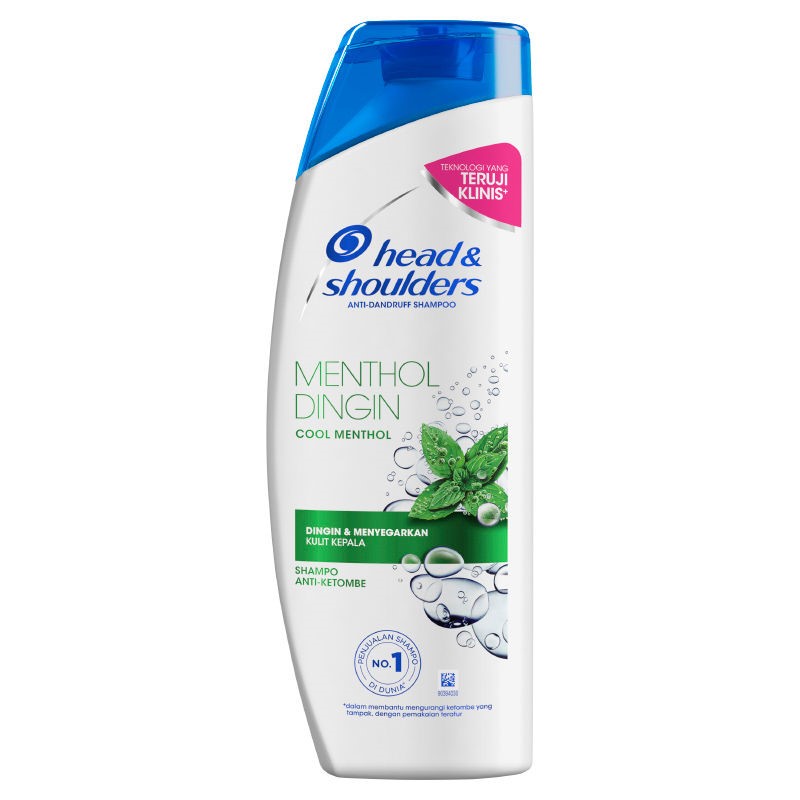 TEKNOLOGI YANG
TERUJI
KLINIS+
head &
shoulders
ANTI-DANDRUFF SHAMPOO
MENTHOL
DINGIN
COOL MENTHOL
DINGIN & MENYEGARKAN
KULIT KEPALA
SHAMPO
ANTI-KETOMBE
PENJUALAN SHAMPO
NO.1
DI DUNIA*
90394030
*dalam membantu mengurangi ketombe yang
tampak, dengan pemakaian teratur